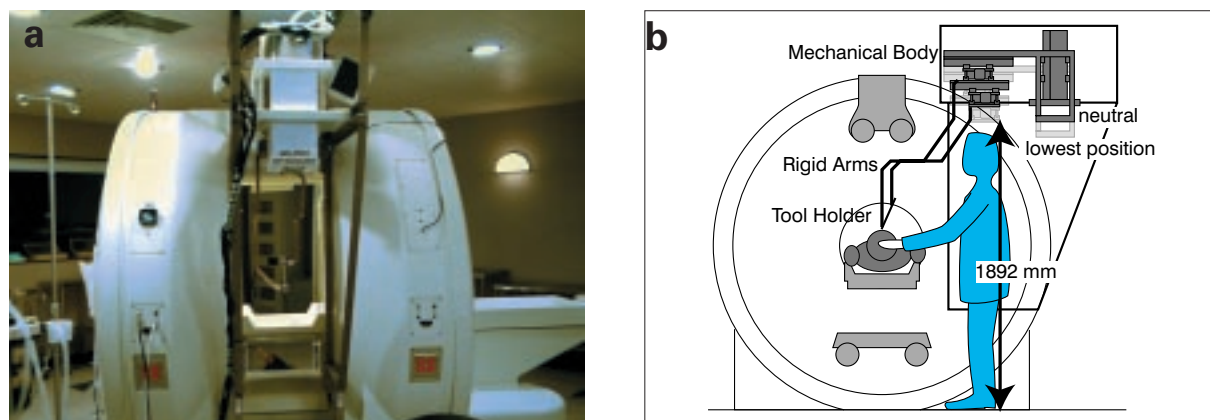 a
b
Mechanical Body
neutral
lowest position
Rigid Arms
Tool Holder
1892 mm